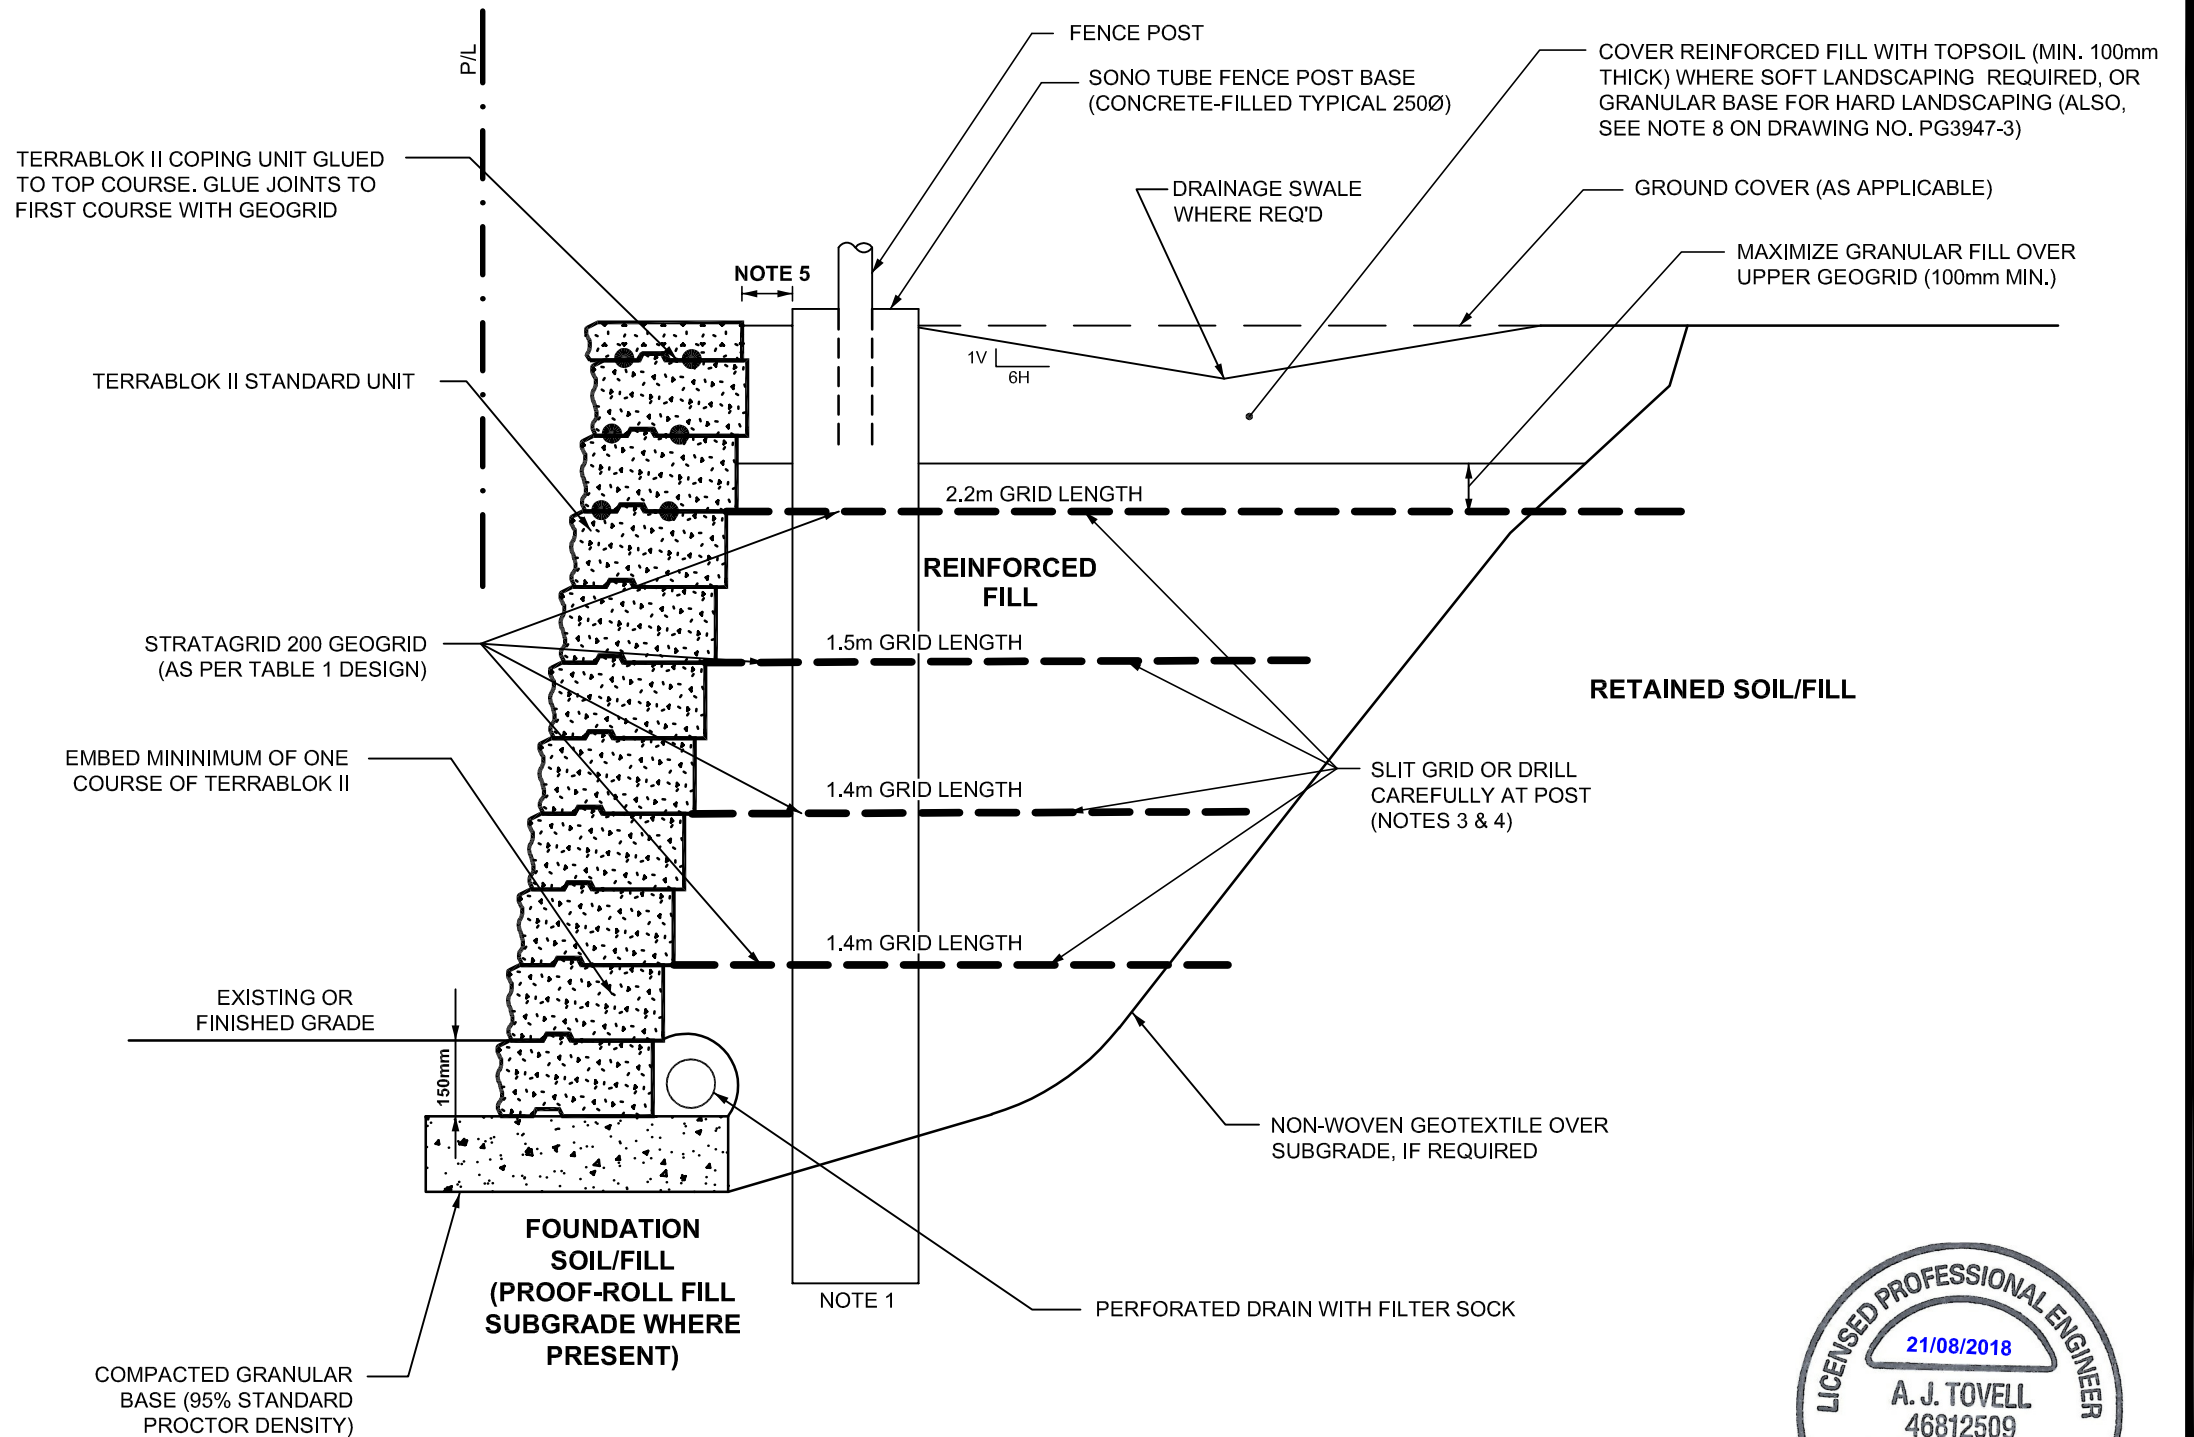 P/L
FENCE POST
SONO TUBE FENCE POST BASE
(CONCRETE-FILLED TYPICAL 250Ø)
COVER REINFORCED FILL WITH TOPSOIL (MIN. 100mm
THICK) WHERE SOFT LANDSCAPING REQUIRED, OR
GRANULAR BASE FOR HARD LANDSCAPING (ALSO,
SEE NOTE 8 ON DRAWING NO. PG3947-3)
TERRABLOK II COPING UNIT GLUED
TO TOP COURSE. GLUE JOINTS TO
FIRST COURSE WITH GEOGRID
DRAINAGE SWALE
WHERE REQ'D
GROUND COVER (AS APPLICABLE)
MAXIMIZE GRANULAR FILL OVER
UPPER GEOGRID (100mm MIN.)
NOTE 5
1V
6H
TERRABLOK II STANDARD UNIT
2.2m GRID LENGTH
REINFORCED
FILL
STRATAGRID 200 GEOGRID
(AS PER TABLE 1 DESIGN)
1.5m GRID LENGTH
RETAINED SOIL/FILL
EMBED MININIMUM OF ONE
COURSE OF TERRABLOK II
1.4m GRID LENGTH
SLIT GRID OR DRILL
CAREFULLY AT POST
(NOTES 3 & 4)
1.4m GRID LENGTH
EXISTING OR
FINISHED GRADE
150mm
NON-WOVEN GEOTEXTILE OVER
SUBGRADE, IF REQUIRED
FOUNDATION
SOIL/FILL
(PROOF-ROLL FILL
SUBGRADE WHERE
PRESENT)
NOTE 1
PERFORATED DRAIN WITH FILTER SOCK
COMPACTED GRANULAR
BASE (95% STANDARD
PROCTOR DENSITY)
LICENSED PROFESSIONAL ENGINEER
21/08/2018
A. J. TOVELL
46812509